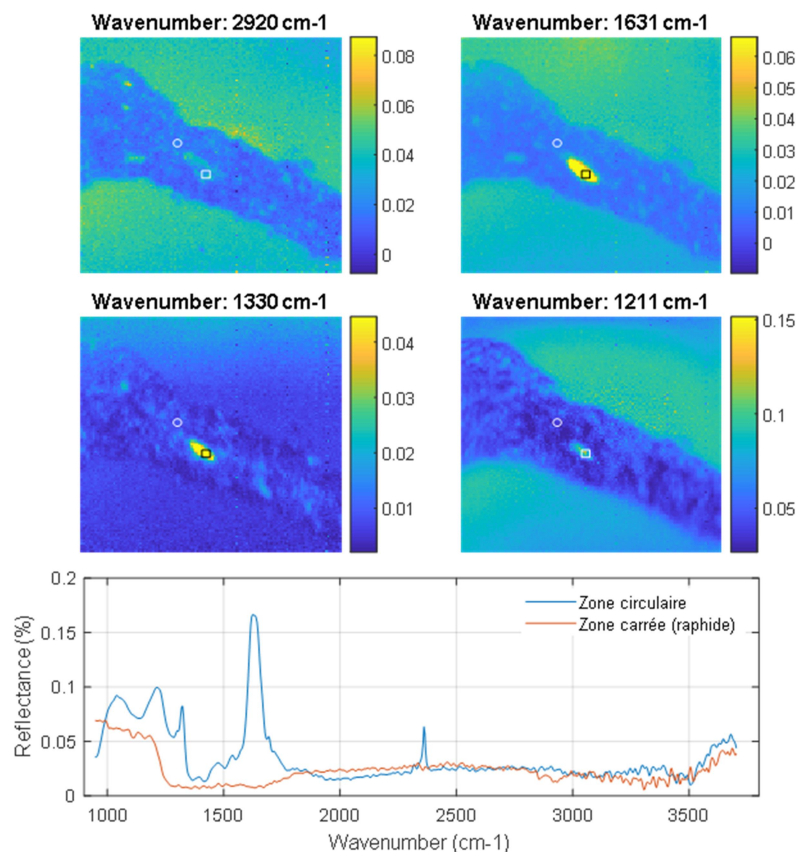 Wavenumber: 2920 cm-1
Wavenumber: 1631 cm-1
0.08
0.06
0.04
0.02
0
0.06
0.05
0.04
0.03
0.02
0.01
0
Wavenumber: 1330 cm-1
Wavenumber: 1211 cm-1
0.04
0.03
0.02
0.01
0.15
0.1
0.05
0.2
0.15
0.1
0.05
0
Reflectance (%)
Zone circulaire
Zone carrée (raphide)
1000 1500 2000 2500 3000 3500
Wavenumber (cm-1)